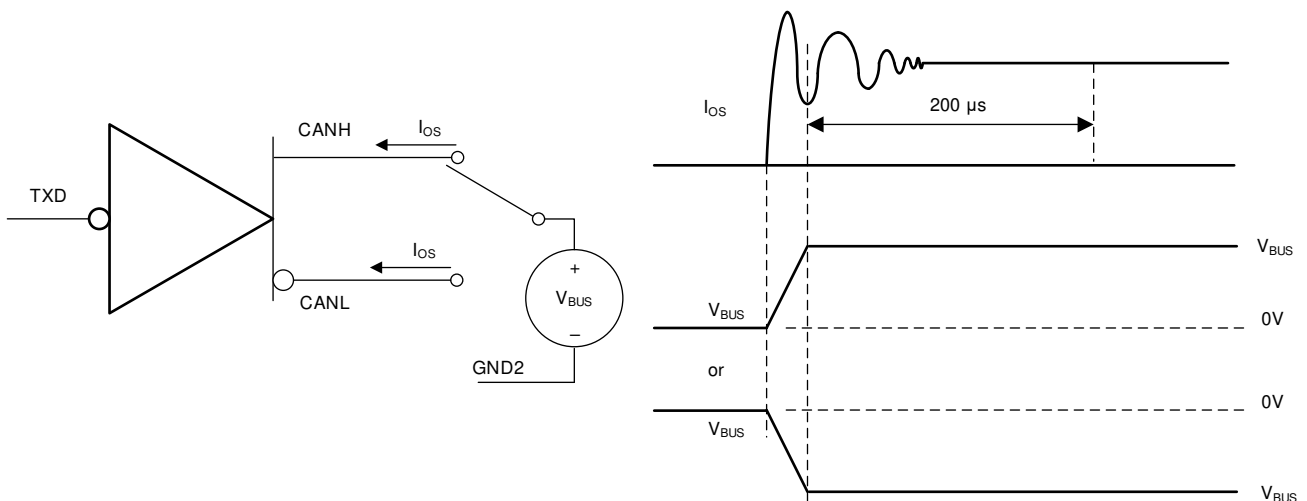 TXD
CANH
I_OS
I_OS
CANL
+
V_BUS
–
GND2
I_OS
200 µs
V_BUS
V_BUS
0V
or
0V
V_BUS
V_BUS